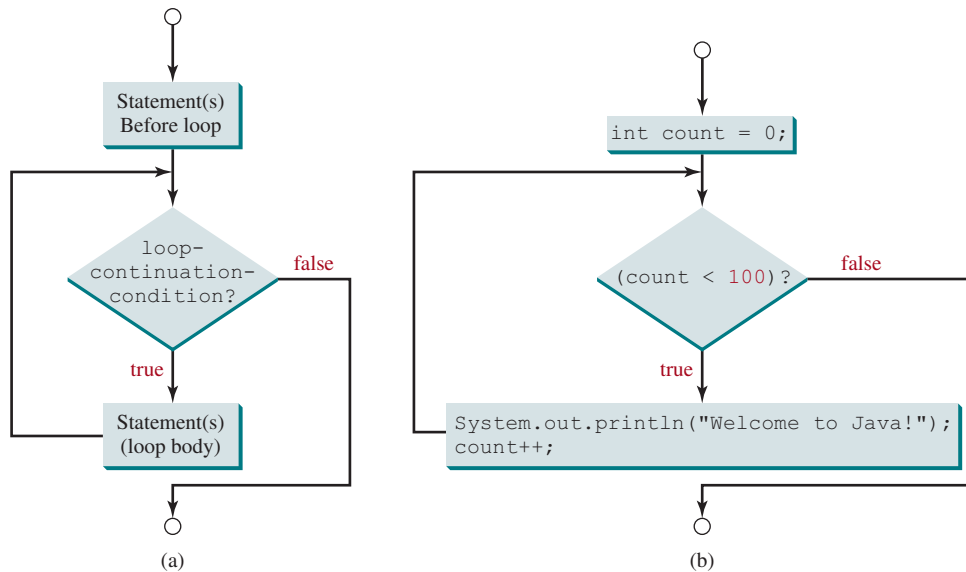 Statement(s)
Before loop
loop-
continuation-
condition?
false
true
Statement(s)
(loop body)
(a)
int count = 0;
(count < 100)?
false
true
System.out.println("Welcome to Java!");
count++;
(b)